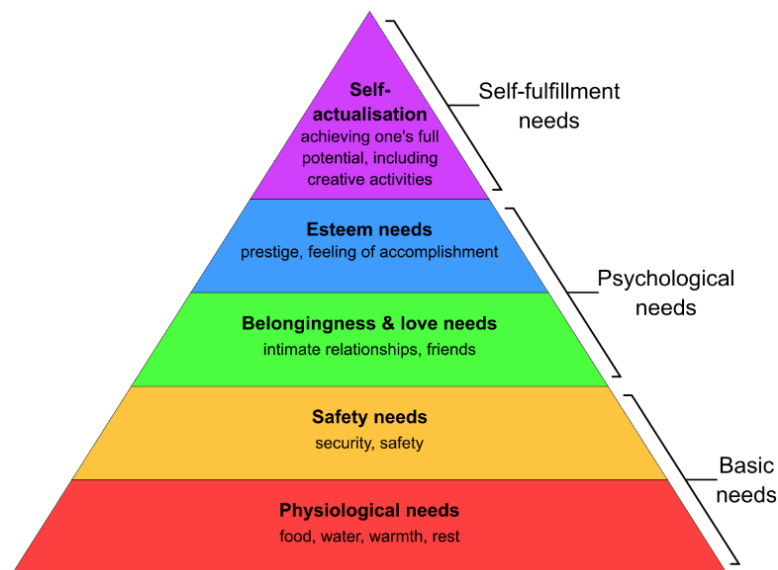 Self-
actualisation
achieving one's full
potential, including
creative activities
Self-fulfillment
needs
Esteem needs
prestige, feeling of accomplishment
Psychological
needs
Belongingness & love needs
intimate relationships, friends
Safety needs
security, safety
Basic
needs
Physiological needs
food, water, warmth, rest